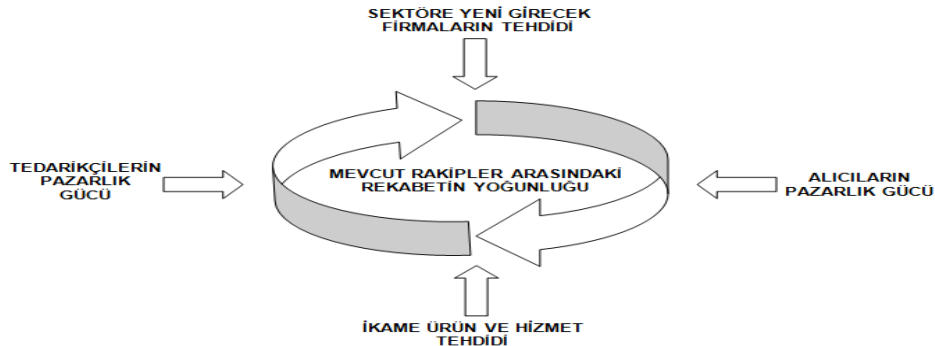 SEKTÖRE YENİ GİRECEK
FİRMALARIN TEHDİDİ
TEDARİKÇİLERİN
PAZARLIK
GÜCÜ
MEVCUT RAKİPLER ARASINDAKİ
REKABETİN YOĞUNLUĞU
ALICILARIN
PAZARLIK GÜCÜ
İKAME ÜRÜN VE HİZMET
TEHDİDİ